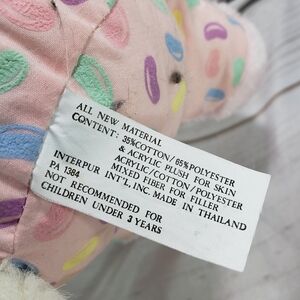 ALL NEW MATERIAL
CONTENT: 35%COTTON/65%POLYESTER
& ACRYLIC PLUSH FOR SKIN
ACRYLIC/COTTON/POLYESTER
MIXED FIBER FOR FILLER
INTERPUR INT'L, INC. MADE IN THAILAND
PA 1384
NOT RECOMMENDED FOR
CHILDREN UNDER 3 YEARS